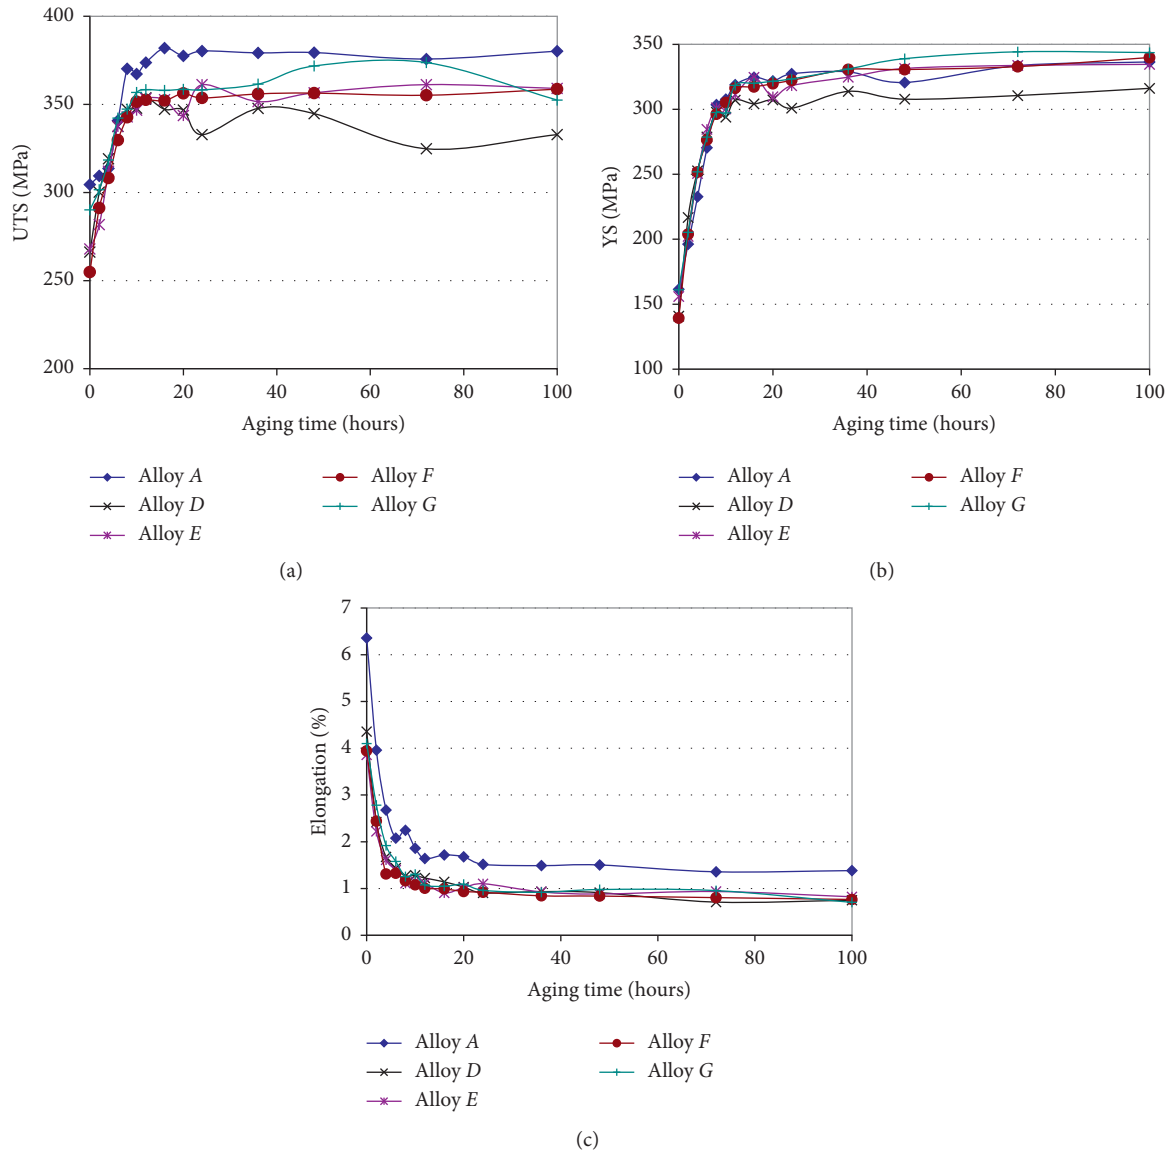 400
350
300
250
200
UTS (MPa)
0
20
40
60
80
100
Aging time (hours)
Alloy A
Alloy F
Alloy D
Alloy G
Alloy E
(a)
350
300
250
200
150
100
YS (MPa)
0
20
40
60
80
100
Aging time (hours)
Alloy A
Alloy F
Alloy D
Alloy G
Alloy E
(b)
7
6
5
4
3
2
1
0
Elongation (%)
0
20
40
60
80
100
Aging time (hours)
Alloy A
Alloy F
Alloy D
Alloy G
Alloy E
(c)